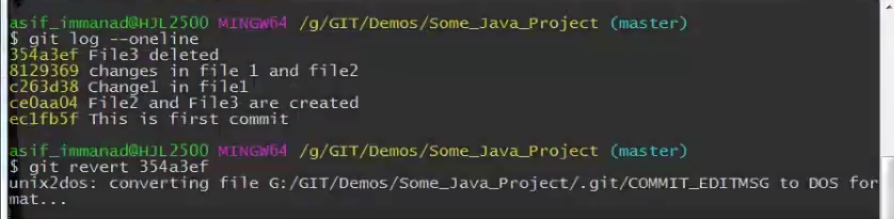 asif_immanad@HJL2500 MINGW64 /g/GIT/Demos/Some_Java_Project (master)
$ git log --oneline
354a3ef File3 deleted
8129369 changes in file 1 and file2
c263d38 Change1 in file1
ce0aa04 File2 and File3 are created
ec1fb5f This is first commit
asif_immanad@HJL2500 MINGW64 /g/GIT/Demos/Some_Java_Project (master)
$ git revert 354a3ef
unix2dos: converting file G:/GIT/Demos/Some_Java_Project/.git/COMMIT_EDITMSG to DOS for
mat...